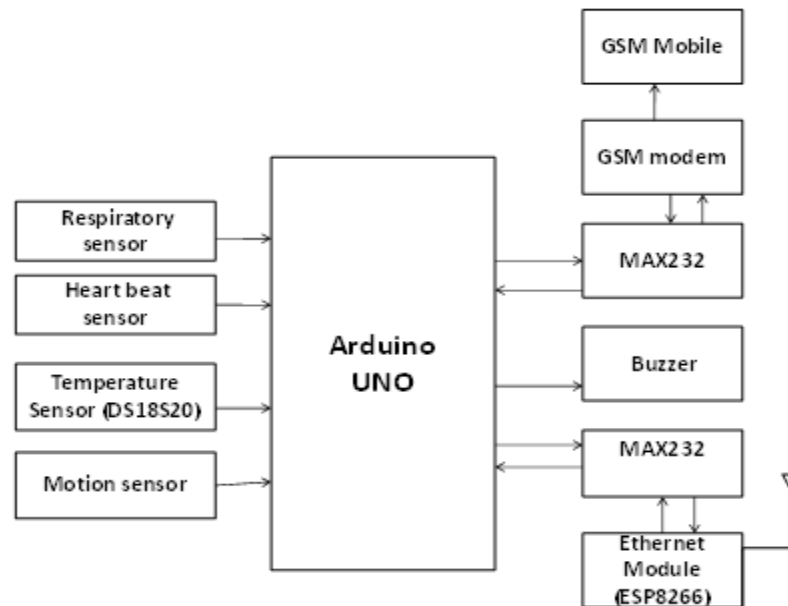 GSM Mobile
GSM modem
Respiratory
sensor
MAX232
Heart beat
sensor
Arduino
UNO
Buzzer
Temperature
Sensor (DS18S20)
MAX232
Motion sensor
Ethernet
Module
(ESP8266)